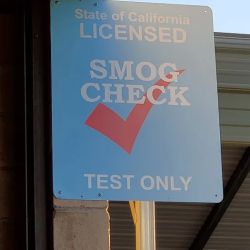 State of California
LICENSED
SMOG
CHECK
TEST ONLY